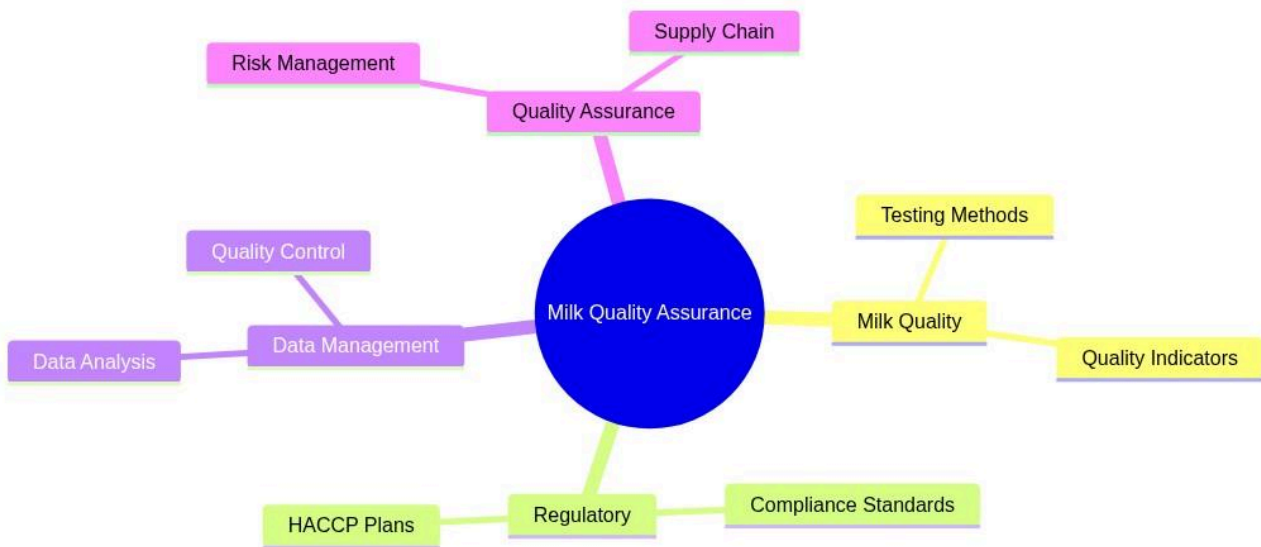 Supply Chain
Risk Management
Quality Assurance
Testing Methods
Quality Control
Milk Quality Assurance
Milk Quality
Data Management
Data Analysis
Quality Indicators
Compliance Standards
Regulatory
HACCP Plans